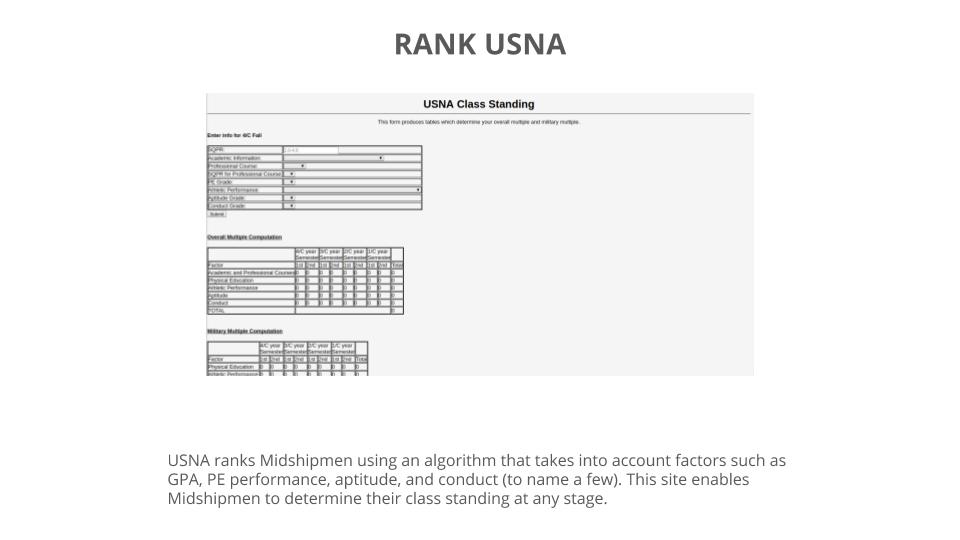 RANK USNA
USNA Class Standing
This form produces tables which determine your overall multiple and military multiple.
Enter info for 4/C Fall
SQPR:
Academic Information:
Professional Course:
SQPR for Professional Course:
PE Grade:
Athletic Performance:
Aptitude Grade:
Conduct Grade:
Submit
Overall Multiple Computation
4/C year 3/C year 2/C year 1/C year
Semester Semester Semester Semester
Factor 1st 2nd 1st 2nd 1st 2nd 1st 2nd Total
Academic and Professional Courses 0 0 0 0 0 0 0 0 0
Physical Education 0 0 0 0 0 0 0 0 0
Athletic Performance 0 0 0 0 0 0 0 0 0
Aptitude 0 0 0 0 0 0 0 0 0
Conduct 0 0 0 0 0 0 0 0 0
TOTAL 0
Military Multiple Computation
4/C year 3/C year 2/C year 1/C year
Semester Semester Semester Semester
Factor 1st 2nd 1st 2nd 1st 2nd 1st 2nd Total
Physical Education 0 0 0 0 0 0 0 0 0
Athletic Performance 0 0 0 0 0 0 0 0 0
USNA ranks Midshipmen using an algorithm that takes into account factors such as
GPA, PE performance, aptitude, and conduct (to name a few). This site enables
Midshipmen to determine their class standing at any stage.